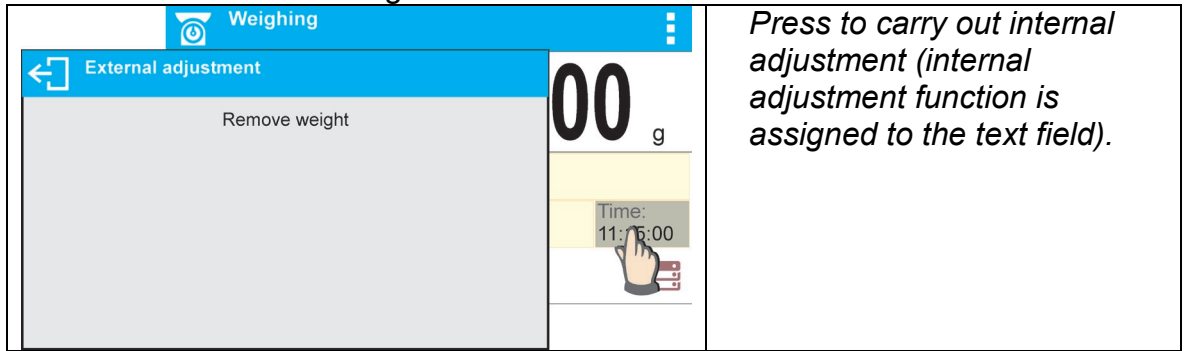 Weighing
External adjustment
Remove weight
00 g
Time:
Press to carry out internal
adjustment (internal
adjustment function is
assigned to the text field).